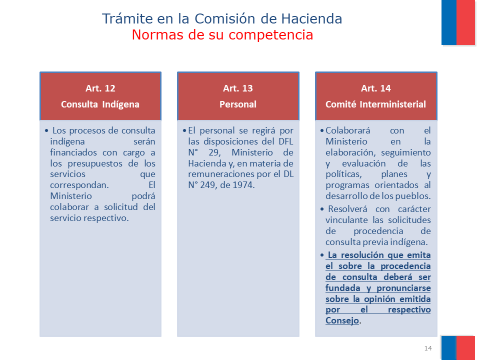 Trámite en la Comisión de Hacienda
Normas de su competencia
Art. 12
Consulta Indígena
• Los procesos de consulta
indígena serán
financiados con cargo a
los presupuestos de los
servicios que
correspondan. El
Ministerio podrá
colaborar a solicitud del
servicio respectivo.
Art. 13
Personal
•El personal se regirá por
las disposiciones del DFL
N° 29, Ministerio de
Hacienda y, en materia de
remuneraciones por el DL
N° 249, de 1974.
Art. 14
Comité Interministerial
•Colaborará con el
Ministerio en la
elaboración, seguimiento
y evaluación de las
políticas, planes y
programas orientados al
desarrollo de los pueblos.
• Resolverá con carácter
vinculante las solicitudes
de procedencia de
consulta previa indígena.
• La resolución que emita
el sobre la procedencia
de consulta deberá ser
fundada y pronunciarse
sobre la opinión emitida
por el respectivo
Consejo.
14